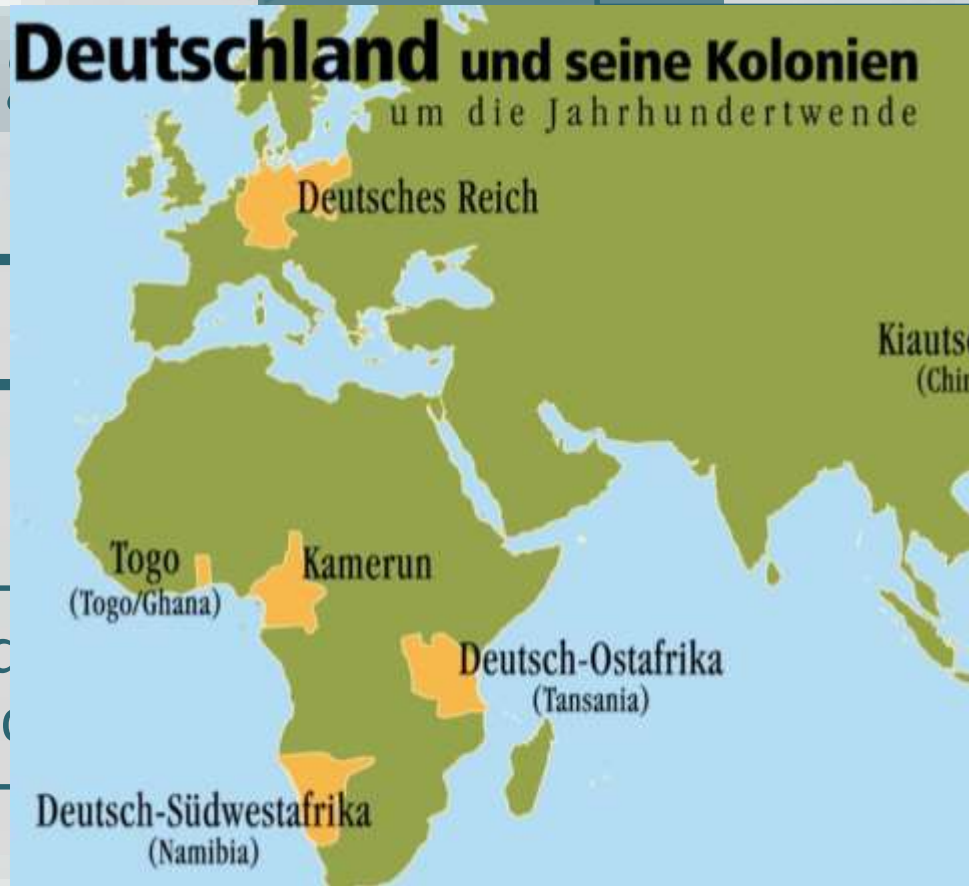 Deutschland und seine Kolonien
um die Jahrhundertwende
Deutsches Reich
Togo
(Togo/Ghana)
Kamerun
Deutsch-Ostafrika
(Tansania)
Deutsch-Südwestafrika
(Namibia)